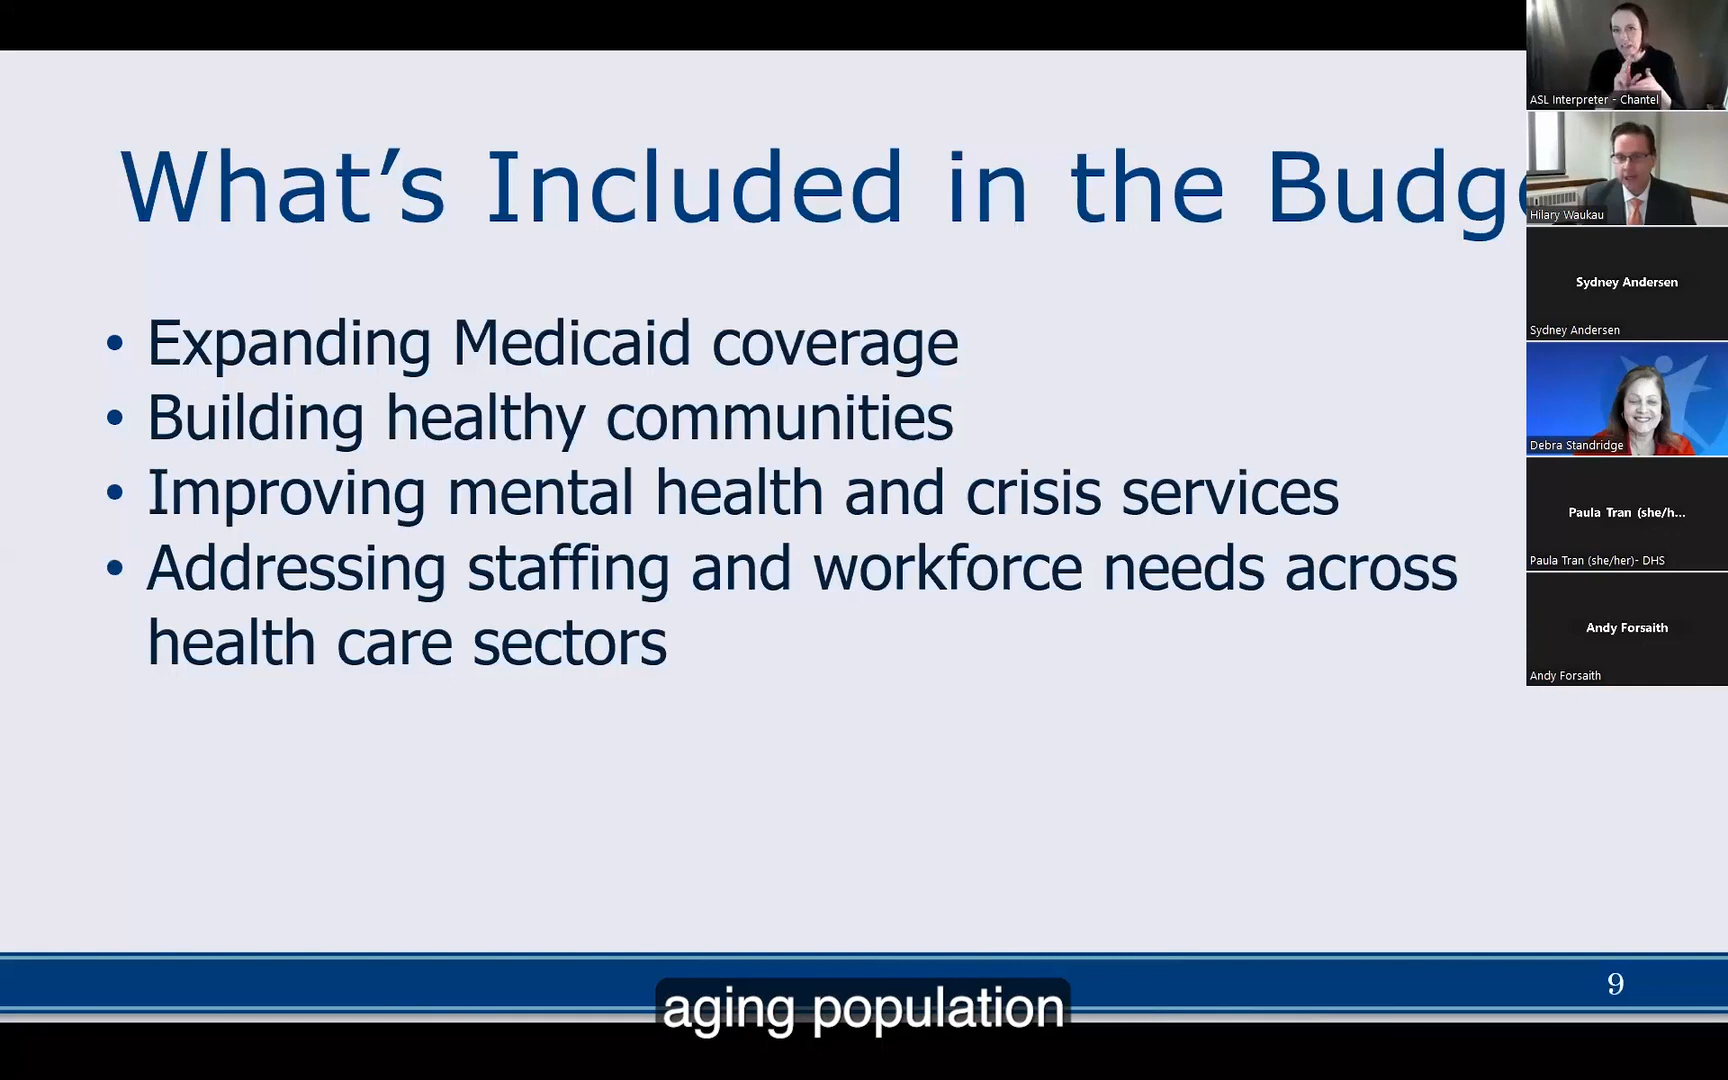 What's Included in the Budg
• Expanding Medicaid coverage
• Building healthy communities
• Improving mental health and crisis services
• Addressing staffing and workforce needs across
health care sectors
ASL Interpreter - Chantel
Hilary Waukau
Sydney Andersen
Sydney Andersen
Debra Standridge
Paula Tran (she/h...
Paula Tran (she/her)- DHS
Andy Forsaith
Andy Forsaith
9
aging population